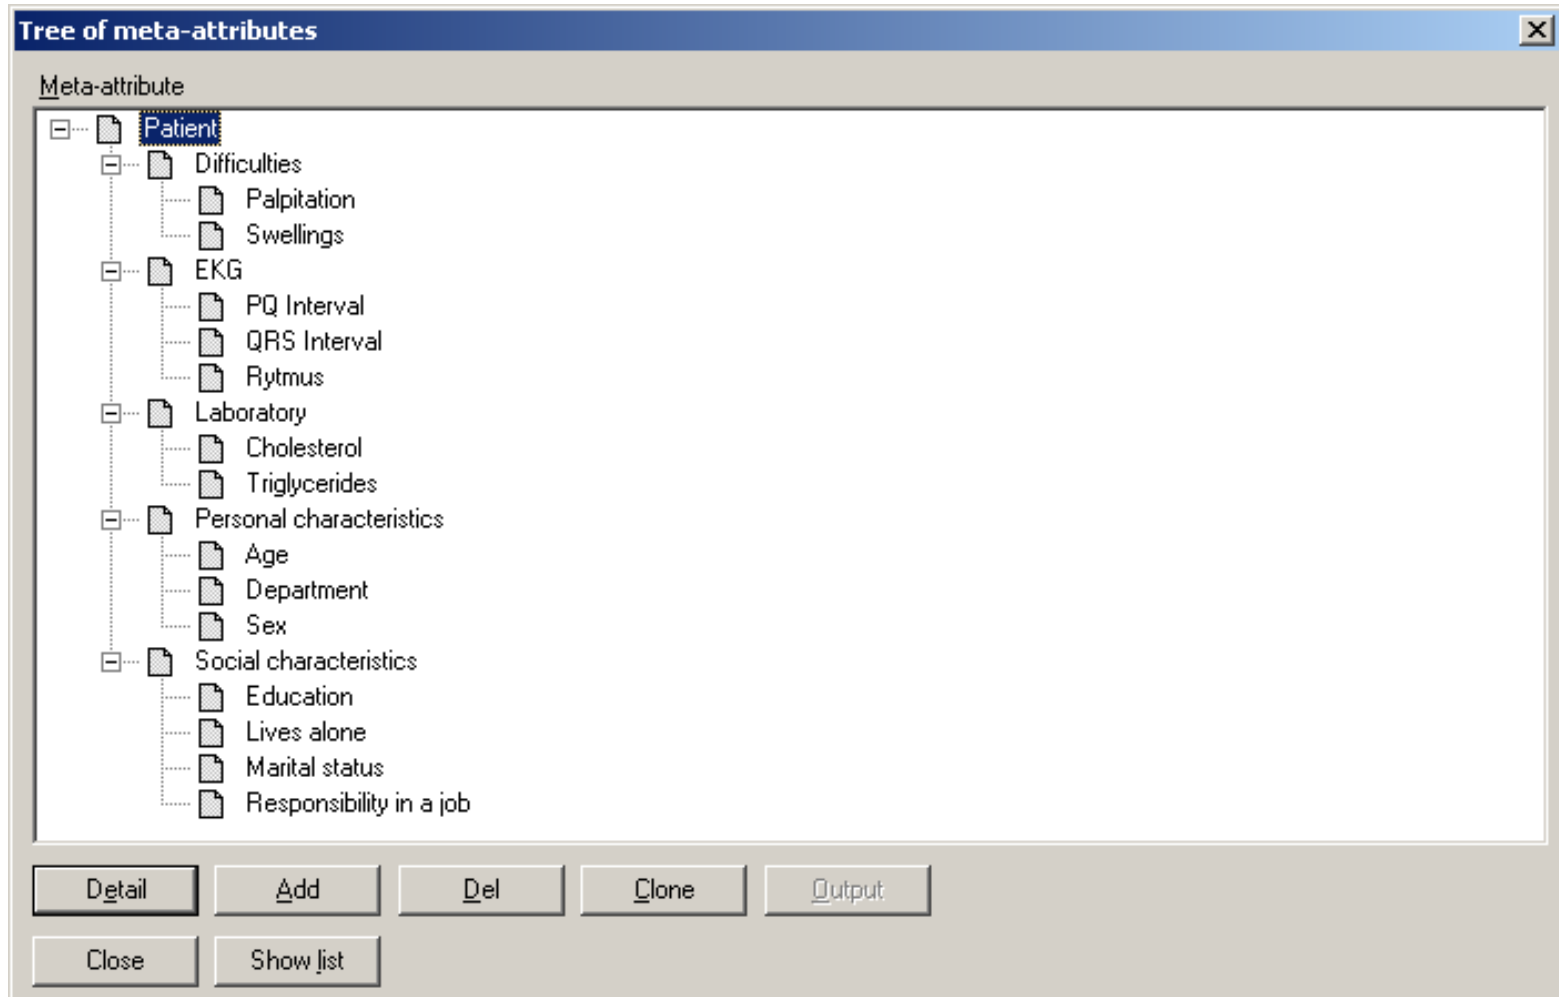 Tree of meta-attributes
Meta-attribute
Patient
Difficulties
Palpitation
Swellings
EKG
PQ Interval
QRS Interval
Rytmus
Laboratory
Cholesterol
Triglycerides
Personal characteristics
Age
Department
Sex
Social characteristics
Education
Lives alone
Marital status
Responsibility in a job
Detail Add Del Clone Output
Close Show list